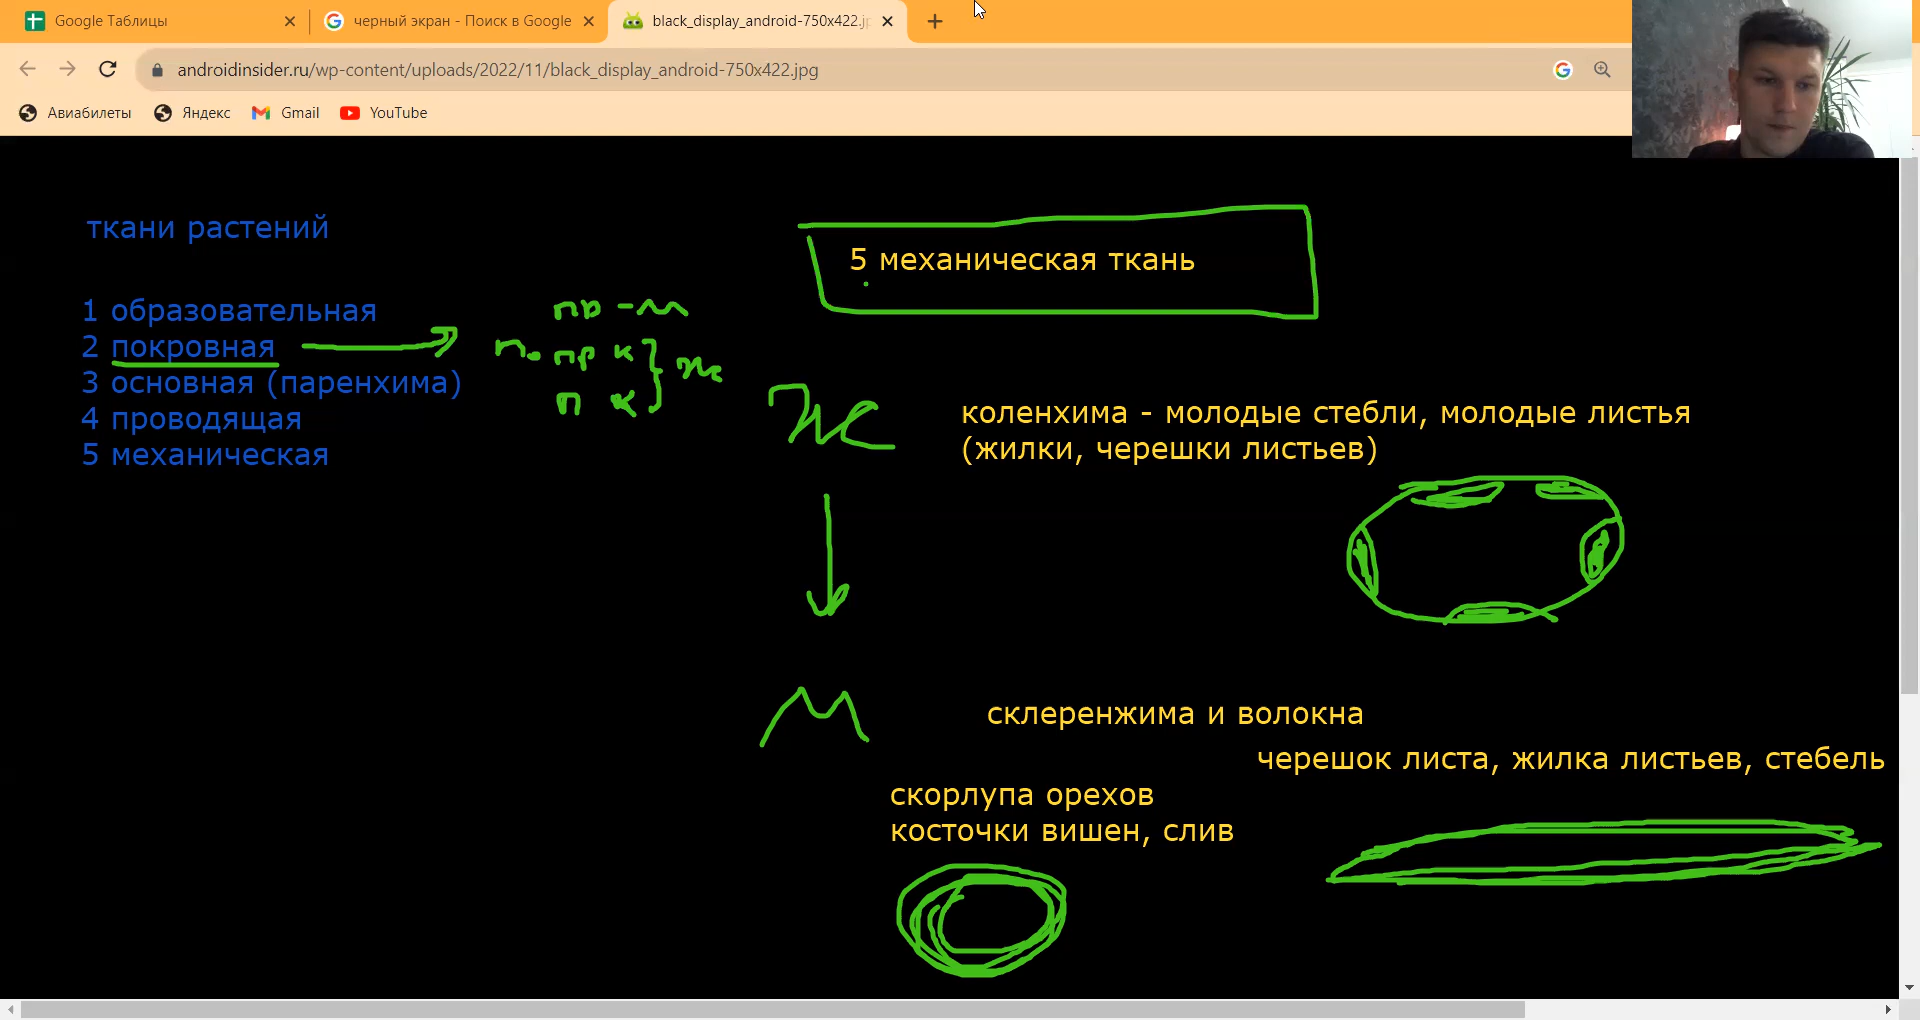 Google Таблицы
черный экран - Поиск в Google
black_display_android-750x422.jp
androidinsider.ru/wp-content/uploads/2022/11/black_display_android-750x422.jpg
Авиабилеты
Яндекс
Gmail
YouTube
ткани растений
1 образовательная
2 покровная
3 основная (паренхима)
4 проводящая
5 механическая
пр - м
п. пр к } ж
п к
5 механическая ткань
Ж
коленхима - молодые стебли, молодые листья
(жилки, черешки листьев)
М
склеренжима и волокна
черешок листа, жилка листьев, стебель
скорлупа орехов
косточки вишен, слив